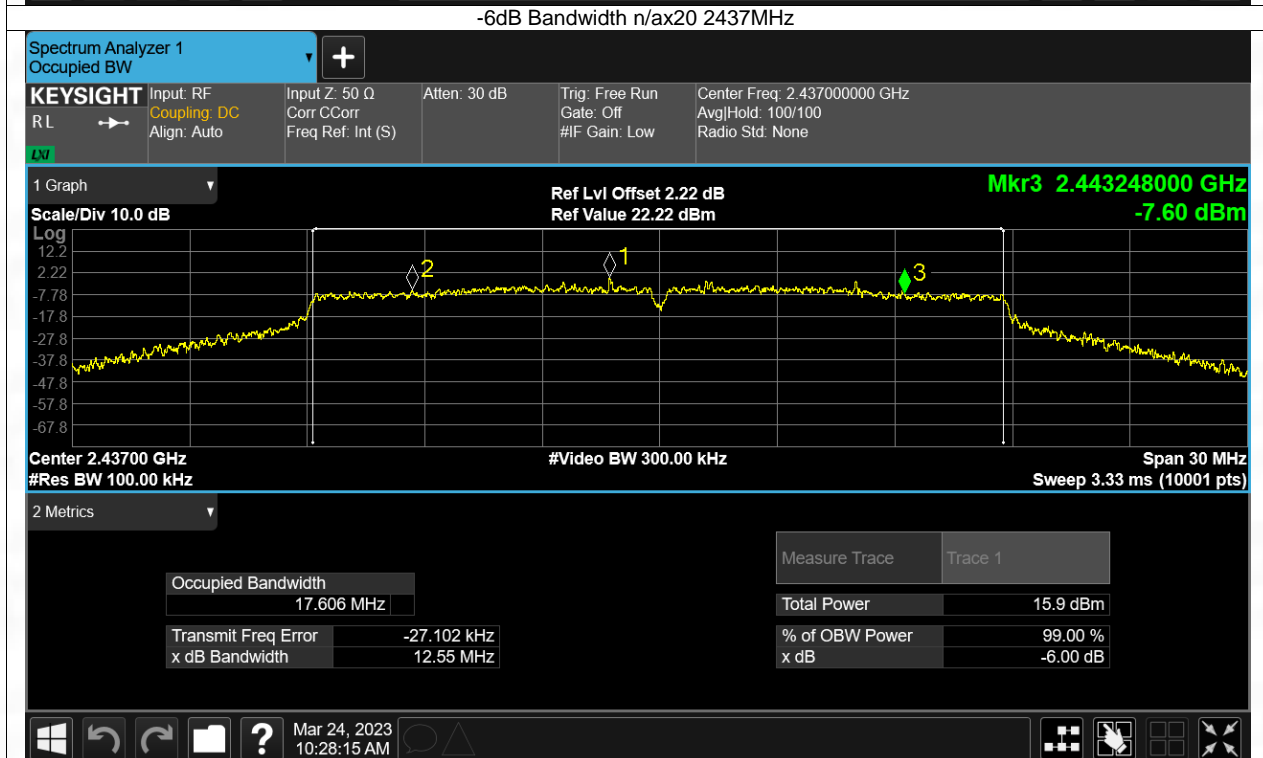 -6dB Bandwidth n/ax20 2437MHz
Spectrum Analyzer 1
Occupied BW
+
KEYSIGHT
RL
LXI
Input: RF
Coupling: DC
Align: Auto
Input Z: 50 Ω
Corr CCorr
Freq Ref: Int (S)
Atten: 30 dB
Trig: Free Run
Gate: Off
#IF Gain: Low
Center Freq: 2.437000000 GHz
Avg|Hold: 100/100
Radio Std: None
1 Graph
Scale/Div 10.0 dB
Ref Lvl Offset 2.22 dB
Ref Value 22.22 dBm
Mkr3 2.443248000 GHz
-7.60 dBm
Log
12.2
2.22
-7.78
-17.8
-27.8
-37.8
-47.8
-57.8
-67.8
2
1
3
Center 2.43700 GHz
#Video BW 300.00 kHz
Span 30 MHz
#Res BW 100.00 kHz
Sweep 3.33 ms (10001 pts)
2 Metrics
Measure Trace Trace 1
Occupied Bandwidth
17.606 MHz
Total Power 15.9 dBm
Transmit Freq Error -27.102 kHz
% of OBW Power 99.00 %
x dB Bandwidth 12.55 MHz
x dB -6.00 dB
?
Mar 24, 2023
10:28:15 AM